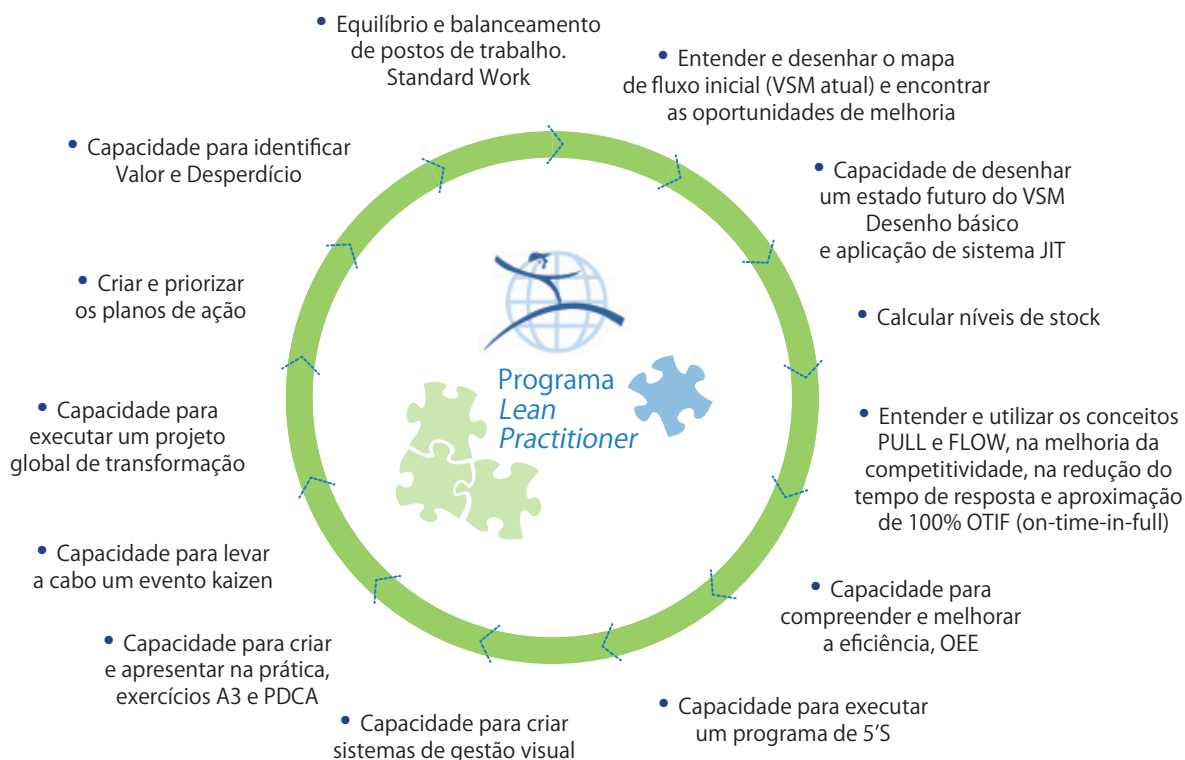 • Equilíbrio e balanceamento
de postos de trabalho.
Standard Work
• Entender e desenhar o mapa
de fluxo inicial (VSM atual) e encontrar
as oportunidades de melhoria
• Capacidade de desenhar
um estado futuro do VSM
Desenho básico
e aplicação de sistema JIT
• Calcular níveis de stock
• Entender e utilizar os conceitos
PULL e FLOW, na melhoria da
competitividade, na redução do
tempo de resposta e aproximação
de 100% OTIF (on-time-in-full)
• Capacidade para
compreender e melhorar
a eficiência, OEE
• Capacidade para executar
um programa de 5'S
• Capacidade para criar
sistemas de gestão visual
• Capacidade para criar
e apresentar na prática,
exercícios A3 e PDCA
• Capacidade para levar
a cabo um evento kaizen
• Capacidade para
executar um projeto
global de transformação
• Criar e priorizar
os planos de ação
• Capacidade para identificar
Valor e Desperdício
Programa
Lean
Practitioner